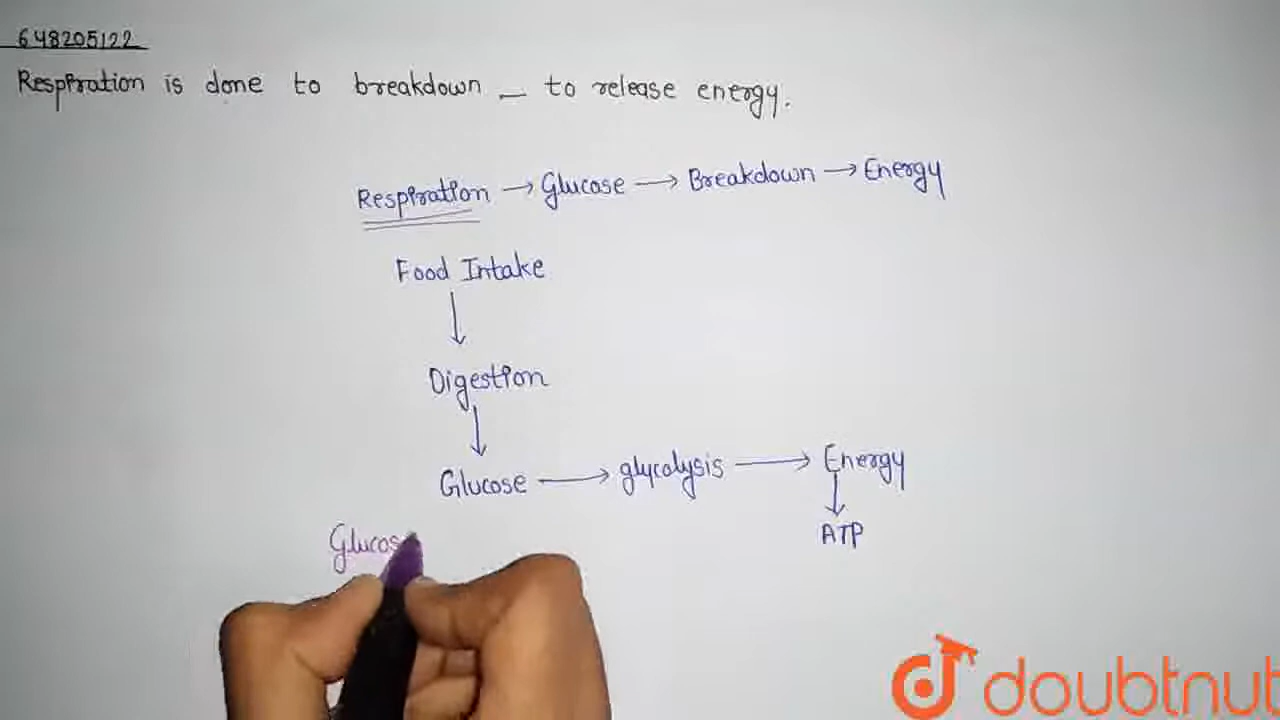 648205122
Respiration is done to breakdown — to release energy.
Respiration → Glucose → Breakdown → Energy
Food Intake
↓
Digestion
↓
Glucose → glycolysis → Energy
↓
ATP
Glucos
doubtnut